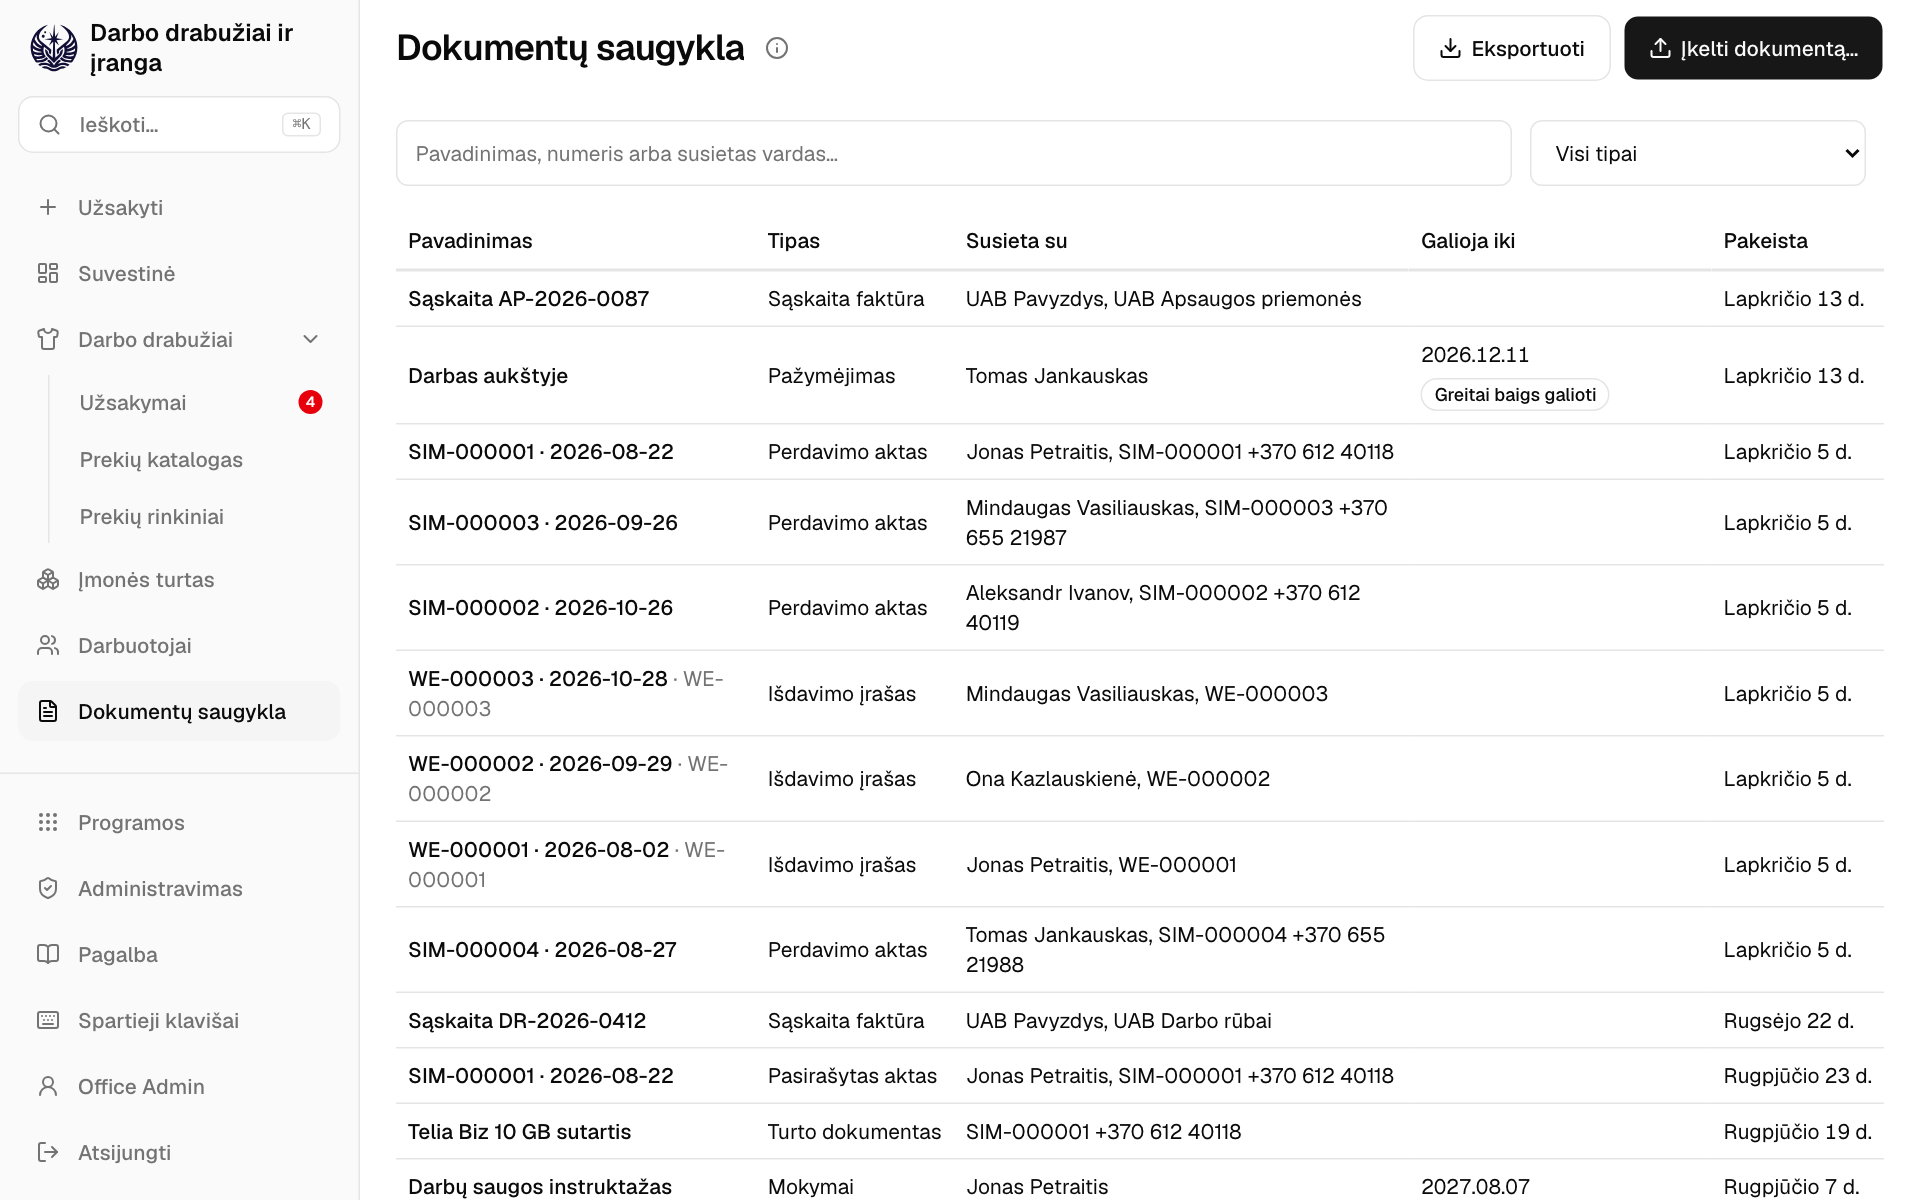 Darbo drabužiai ir
įranga
Ieškoti...
⌘K
Užsakyti
Suvestinė
Darbo drabužiai
Užsakymai
4
Prekių katalogas
Prekių rinkiniai
Įmonės turtas
Darbuotojai
Dokumentų saugykla
Programos
Administravimas
Pagalba
Spartieji klavišai
Office Admin
Atsijungti
Dokumentų saugykla
Eksportuoti
Įkelti dokumentą...
Pavadinimas, numeris arba susietas vardas...
Visi tipai
Pavadinimas Tipas Susieta su Galioja iki Pakeista
Sąskaita AP-2026-0087 Sąskaita faktūra UAB Pavyzdys, UAB Apsaugos priemonės Lapkričio 13 d.
Darbas aukštyje Pažymėjimas Tomas Jankauskas 2026.12.11 Lapkričio 13 d.
Greitai baigs galioti
SIM-000001 · 2026-08-22 Perdavimo aktas Jonas Petraitis, SIM-000001 +370 612 40118 Lapkričio 5 d.
SIM-000003 · 2026-09-26 Perdavimo aktas Mindaugas Vasiliauskas, SIM-000003 +370 Lapkričio 5 d.
655 21987
SIM-000002 · 2026-10-26 Perdavimo aktas Aleksandr Ivanov, SIM-000002 +370 612 Lapkričio 5 d.
40119
WE-000003 · 2026-10-28 · WE- Išdavimo įrašas Mindaugas Vasiliauskas, WE-000003 Lapkričio 5 d.
000003
WE-000002 · 2026-09-29 · WE- Išdavimo įrašas Ona Kazlauskienė, WE-000002 Lapkričio 5 d.
000002
WE-000001 · 2026-08-02 · WE- Išdavimo įrašas Jonas Petraitis, WE-000001 Lapkričio 5 d.
000001
SIM-000004 · 2026-08-27 Perdavimo aktas Tomas Jankauskas, SIM-000004 +370 655 Lapkričio 5 d.
21988
Sąskaita DR-2026-0412 Sąskaita faktūra UAB Pavyzdys, UAB Darbo rūbai Rugsėjo 22 d.
SIM-000001 · 2026-08-22 Pasirašytas aktas Jonas Petraitis, SIM-000001 +370 612 40118 Rugpjūčio 23 d.
Telia Biz 10 GB sutartis Turto dokumentas SIM-000001 +370 612 40118 Rugpjūčio 19 d.
Darbų saugos instruktažas Mokymai Jonas Petraitis 2027.08.07 Rugpjūčio 7 d.